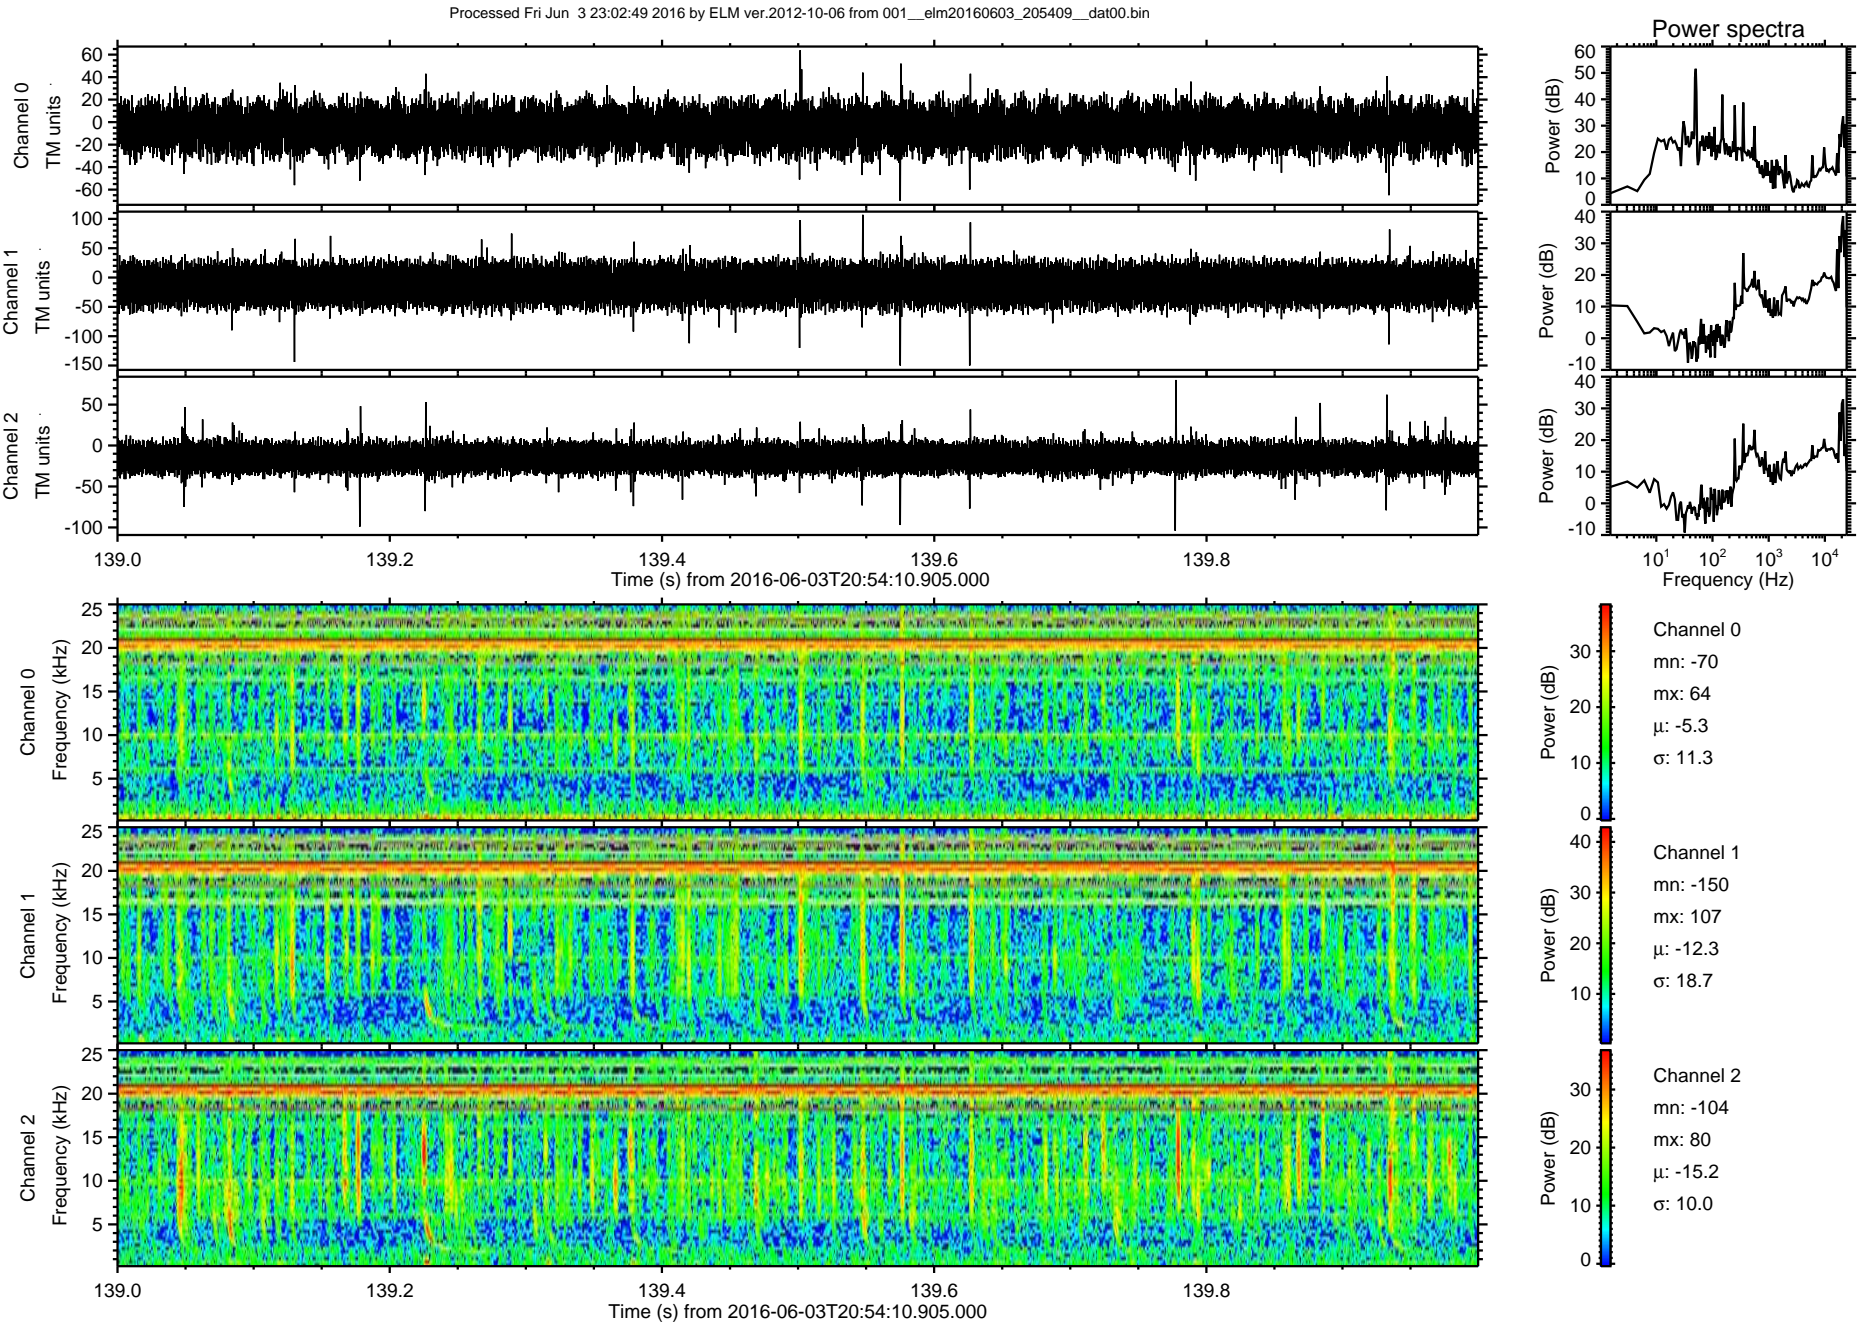 Processed Fri Jun  3 23:02:49 2016 by ELM ver.2012-10-06 from 001__elm20160603_205409__dat00.bin
Power spectra
Channel 0
TM units
60
40
20
0
-20
-40
-60
Power (dB)
60
50
40
30
20
10
0
Channel 1
TM units
100
50
0
-50
-100
-150
Power (dB)
40
30
20
10
0
-10
Channel 2
TM units
50
0
-50
-100
Power (dB)
40
30
20
10
0
-10
139.0 139.2 139.4 139.6 139.8
Time (s) from 2016-06-03T20:54:10.905.000
10¹ 10² 10³ 10⁴
Frequency (Hz)
Channel 0
Frequency (kHz)
25
20
15
10
5
Power (dB)
30
20
10
0
Channel 0
mn: -70
mx: 64
μ: -5.3
σ: 11.3
Channel 1
Frequency (kHz)
25
20
15
10
5
Power (dB)
40
30
20
10
Channel 1
mn: -150
mx: 107
μ: -12.3
σ: 18.7
Channel 2
Frequency (kHz)
25
20
15
10
5
Power (dB)
30
20
10
0
Channel 2
mn: -104
mx: 80
μ: -15.2
σ: 10.0
139.0 139.2 139.4 139.6 139.8
Time (s) from 2016-06-03T20:54:10.905.000